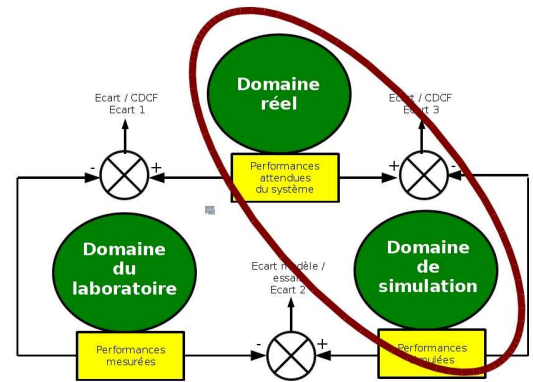 Domaine
réel
Ecart / CDCF
Ecart 1
Ecart / CDCF
Ecart 3
-
+
Performances
attendues
du système
+
-
Domaine
du
laboratoire
Ecart modèle /
essais
Ecart 2
Domaine
de
simulation
Performances
mesurées
-
+
Performances
simulées